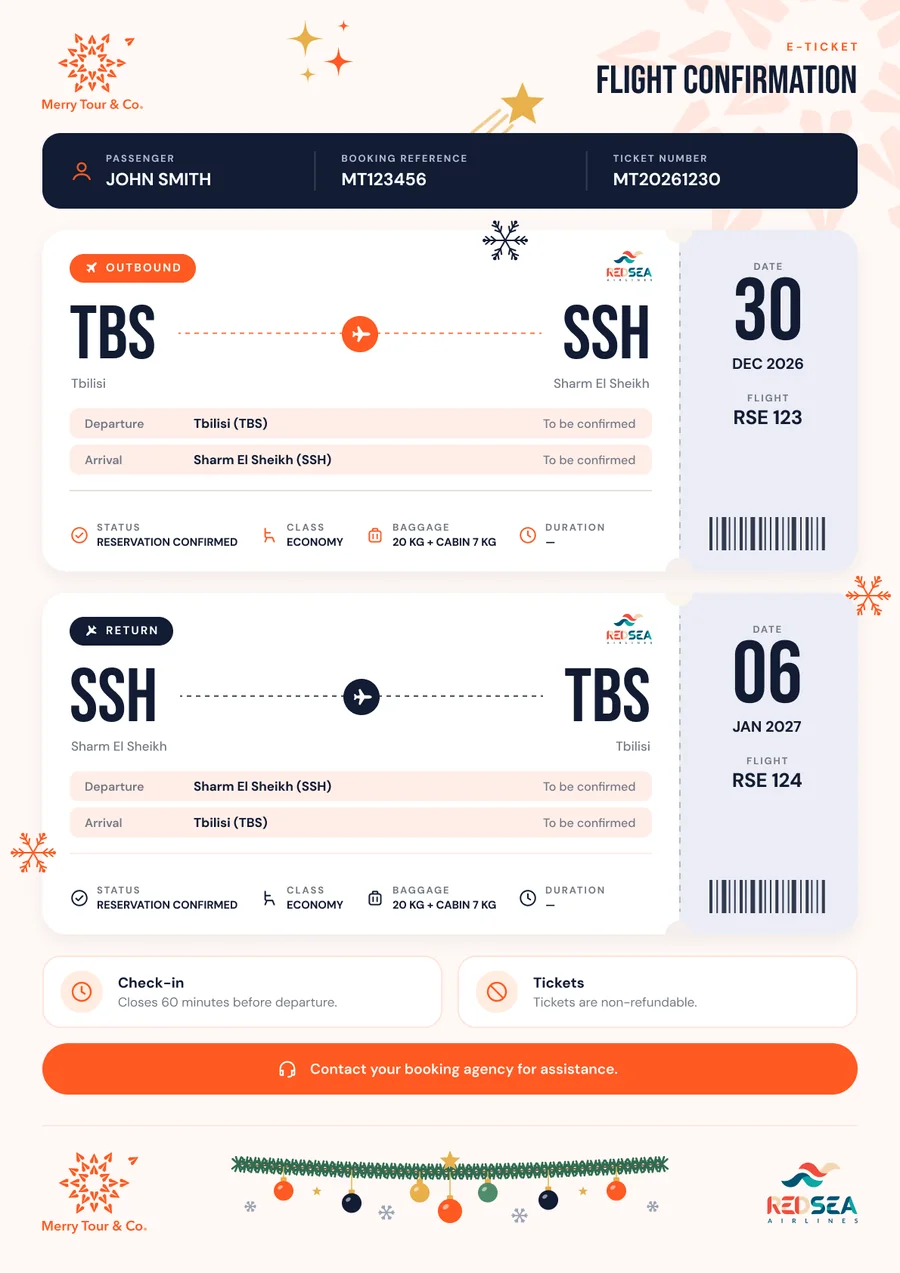 Merry Tour & Co.
E-TICKET
FLIGHT CONFIRMATION
PASSENGER
JOHN SMITH
BOOKING REFERENCE
MT123456
TICKET NUMBER
MT20261230
OUTBOUND
REDSEA
AIRLINES
TBS
SSH
Tbilisi
Sharm El Sheikh
Departure Tbilisi (TBS) To be confirmed
Arrival Sharm El Sheikh (SSH) To be confirmed
STATUS
RESERVATION CONFIRMED
CLASS
ECONOMY
BAGGAGE
20 KG + CABIN 7 KG
DURATION
—
DATE
30
DEC 2026
FLIGHT
RSE 123
RETURN
REDSEA
AIRLINES
SSH
TBS
Sharm El Sheikh
Tbilisi
Departure Sharm El Sheikh (SSH) To be confirmed
Arrival Tbilisi (TBS) To be confirmed
STATUS
RESERVATION CONFIRMED
CLASS
ECONOMY
BAGGAGE
20 KG + CABIN 7 KG
DURATION
—
DATE
06
JAN 2027
FLIGHT
RSE 124
Check-in
Closes 60 minutes before departure.
Tickets
Tickets are non-refundable.
Contact your booking agency for assistance.
Merry Tour & Co.
REDSEA
AIRLINES